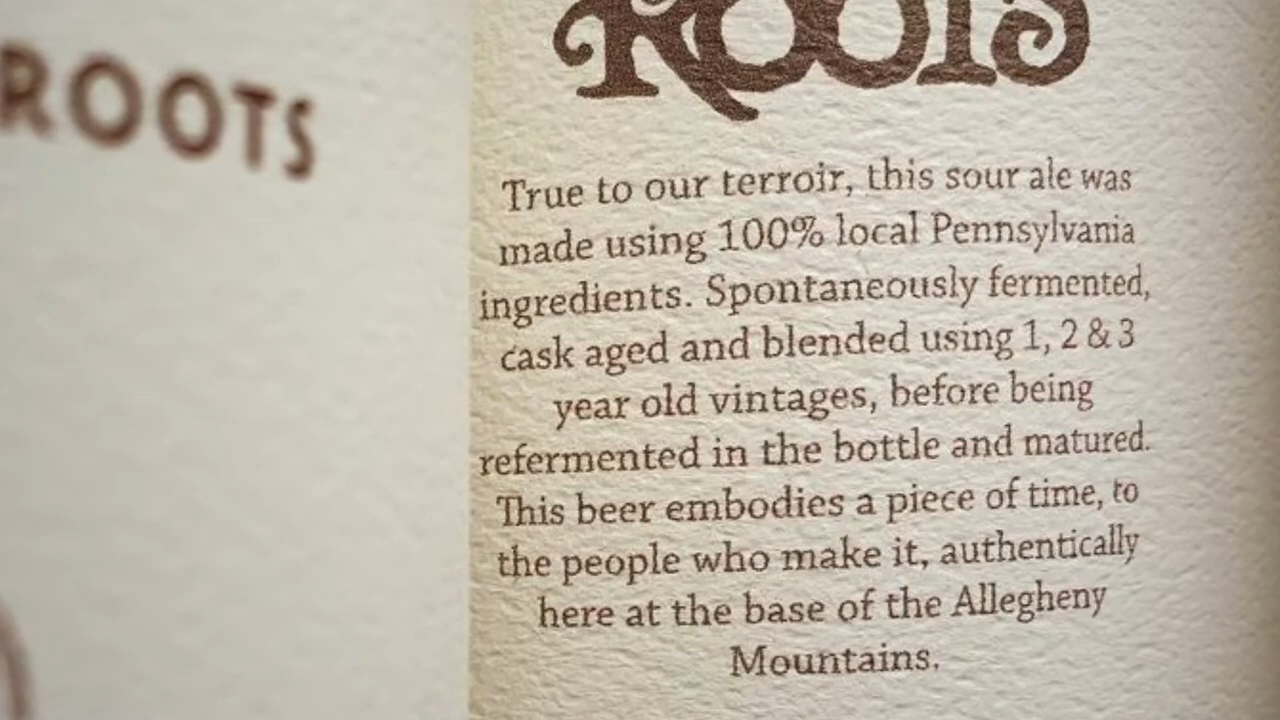 ROOTS
ROOTS
True to our terroir, this sour ale was
made using 100% local Pennsylvania
ingredients. Spontaneously fermented,
cask aged and blended using 1, 2 & 3
year old vintages, before being
refermented in the bottle and matured.
This beer embodies a piece of time, to
the people who make it, authentically
here at the base of the Allegheny
Mountains.